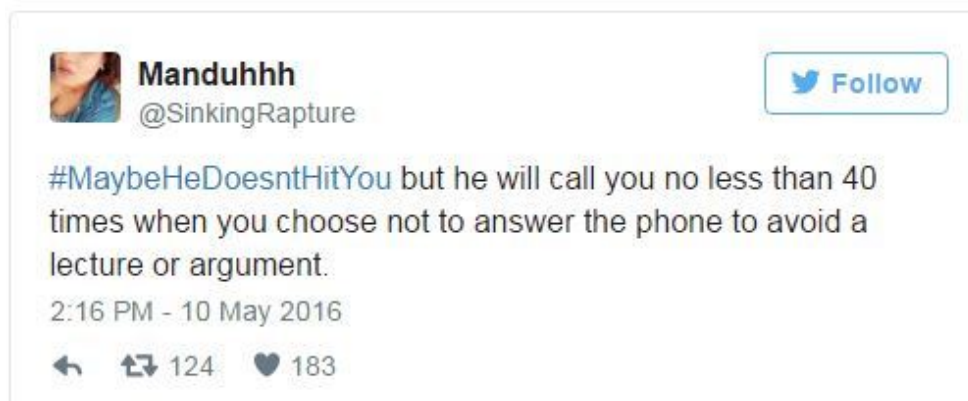 Manduhhh
@SinkingRapture
Follow
#MaybeHeDoesntHitYou but he will call you no less than 40
times when you choose not to answer the phone to avoid a
lecture or argument.
2:16 PM - 10 May 2016
124 183